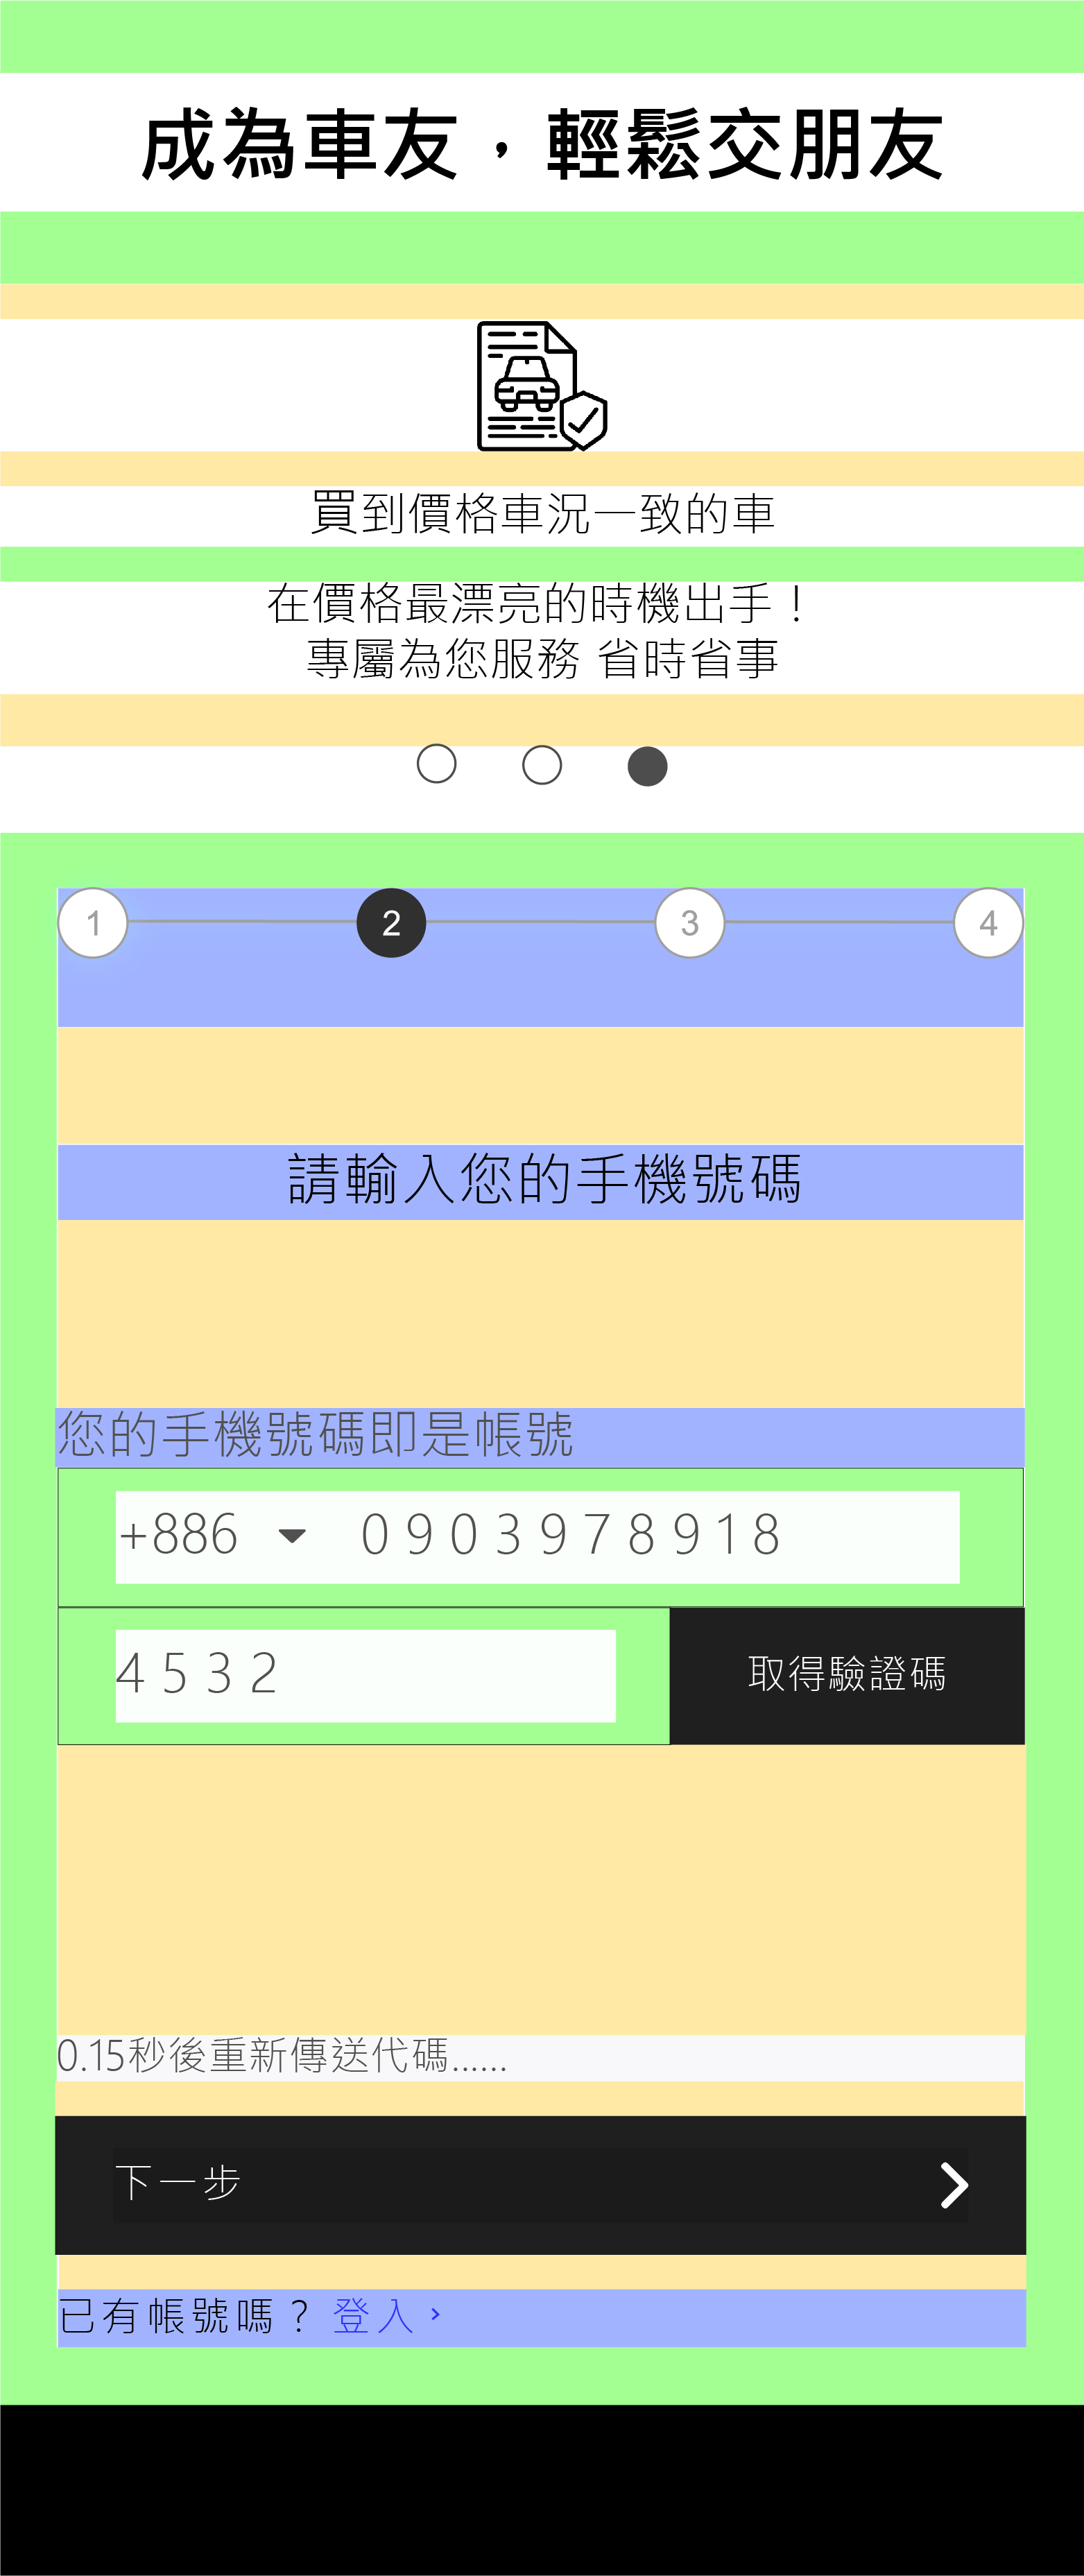 成為車友，輕鬆交朋友
買到價格車況一致的車
在價格最漂亮的時機出手！
專屬為您服務 省時省事
1 2 3 4
請輸入您的手機號碼
您的手機號碼即是帳號
+886 0903978918
4532 取得驗證碼
0.15秒後重新傳送代碼......
下一步
已有帳號嗎？ 登入 ›